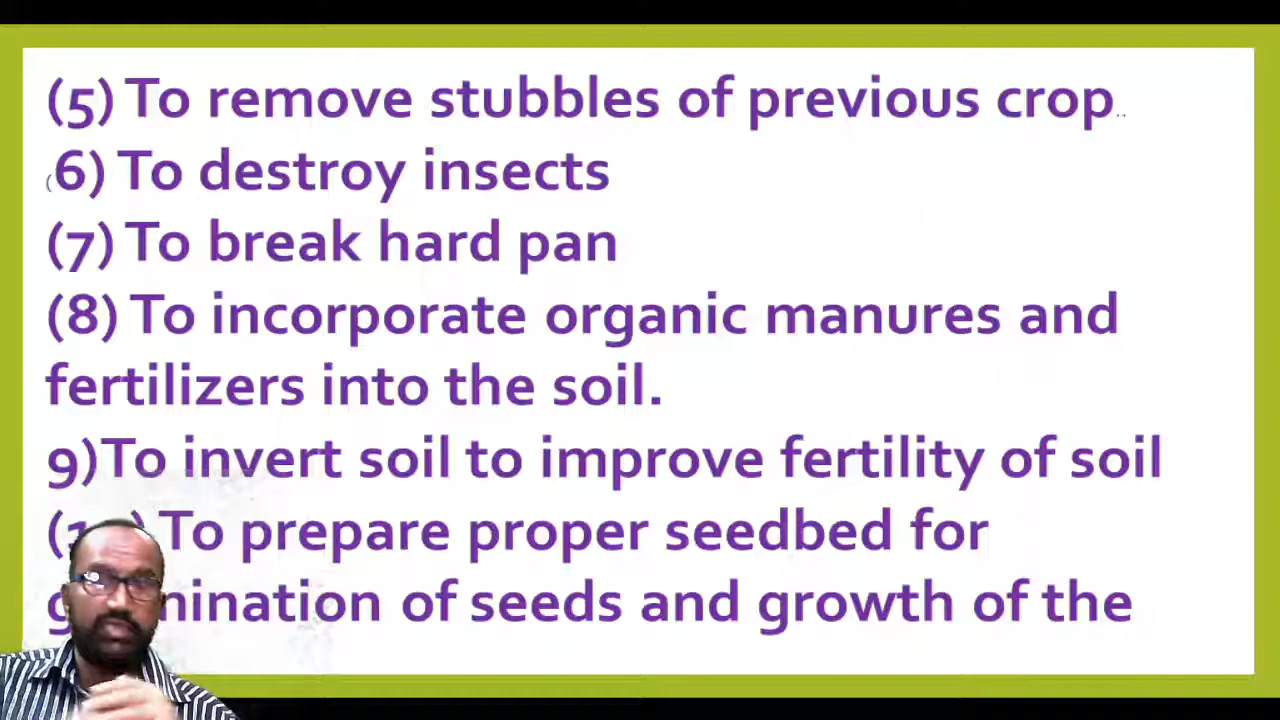 (5) To remove stubbles of previous crop..
(6) To destroy insects
(7) To break hard pan
(8) To incorporate organic manures and
fertilizers into the soil.
9)To invert soil to improve fertility of soil
To prepare proper seedbed for
of seeds and growth of the